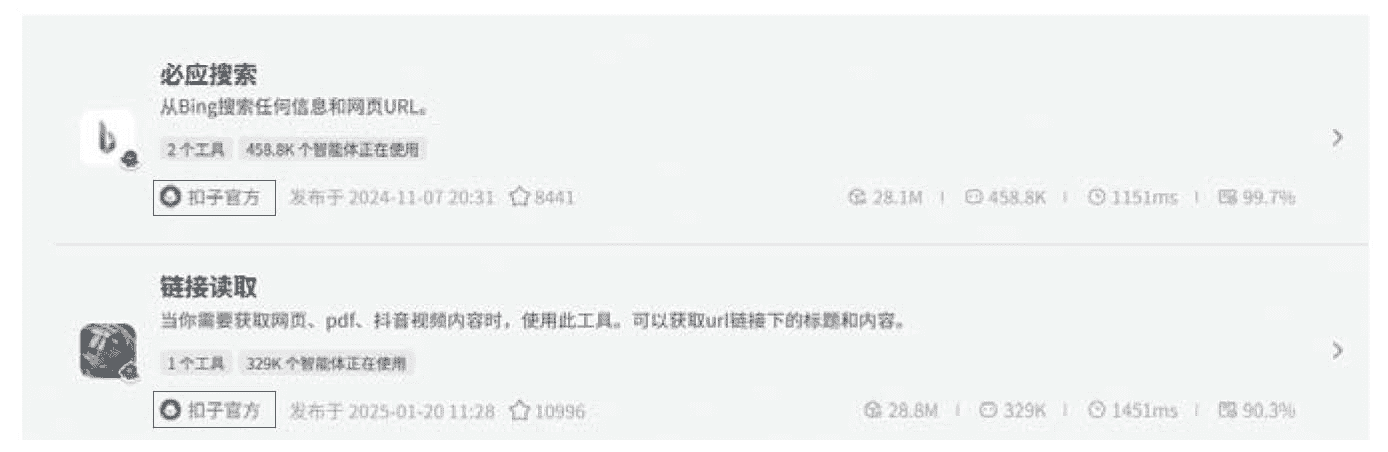 必应搜索
从Bing搜索任何信息和网页URL。
2个工具 458.8K 个智能体正在使用
扣子官方 发布于 2024-11-07 20:31 8441 28.1M 458.8K 1151ms 99.7%
链接读取
当你需要获取网页、pdf、抖音视频内容时，使用此工具。可以获取url链接下的标题和内容。
1个工具 329K 个智能体正在使用
扣子官方 发布于 2025-01-20 11:28 10996 28.8M 329K 1451ms 90.3%